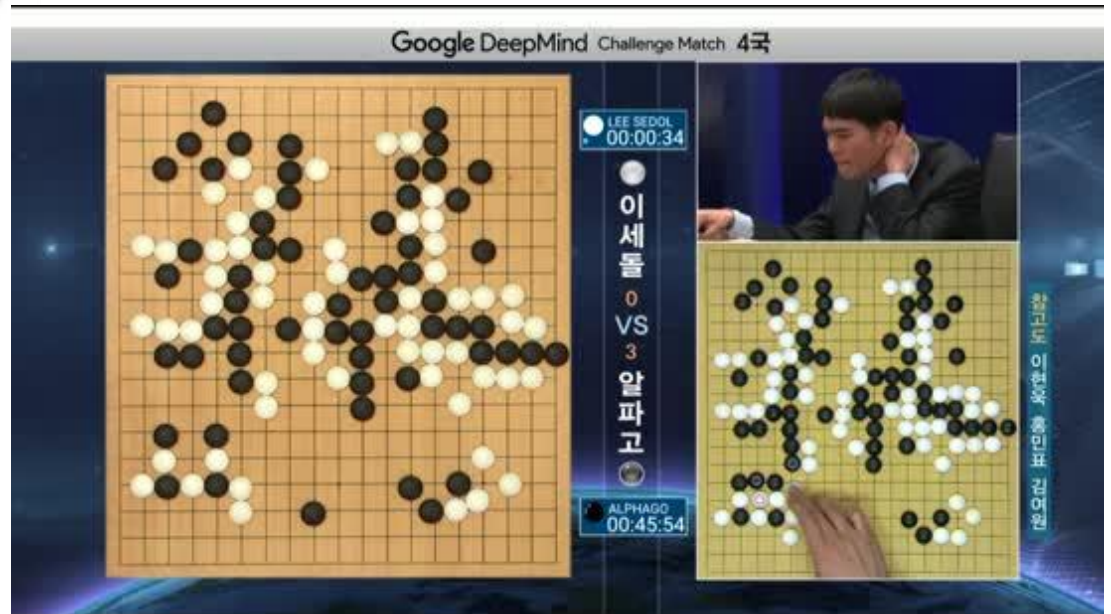 Google DeepMind Challenge Match 4국
LEE SEDOL
00:00:34
이세돌
0
VS
3
알파고
ALPHAGO
00:45:54
참고도 이현욱 홍민표 김여원